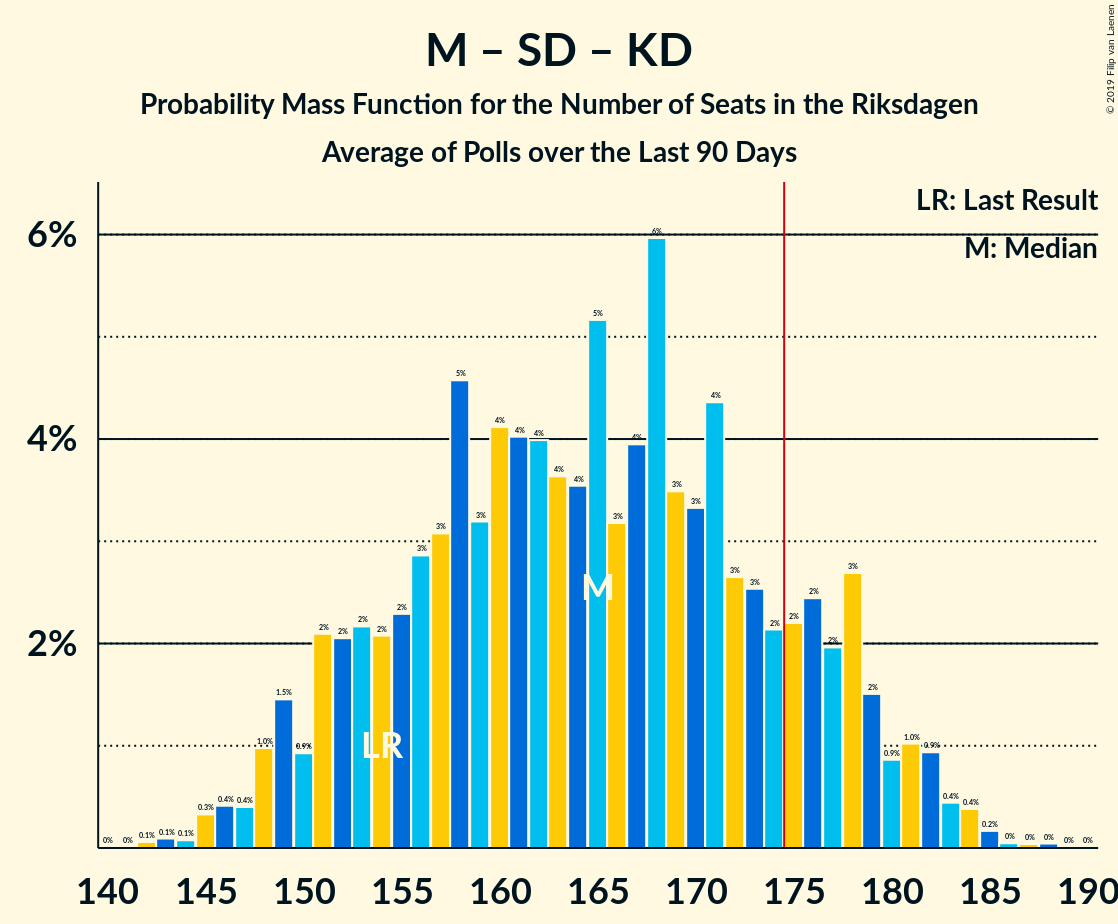 M – SD – KD
Probability Mass Function for the Number of Seats in the Riksdagen
Average of Polls over the Last 90 Days
© 2019 Filip van Laenen
LR: Last Result
M: Median
6%
4%
2%
0% 0% 0.1% 0.1% 0.1% 0.3% 0.4% 0.4% 1.0% 1.5% 0.9% 2% 2% 2% 2% 2% 3% 3% 5% 3% 4% 4% 4% 4% 4% 5% 3% 4% 6% 3% 3% 4% 3% 3% 2% 2% 2% 2% 3% 2% 0.9% 1.0% 0.9% 0.4% 0.4% 0.2% 0% 0% 0% 0% 0%
M
LR
140 145 150 155 160 165 170 175 180 185 190